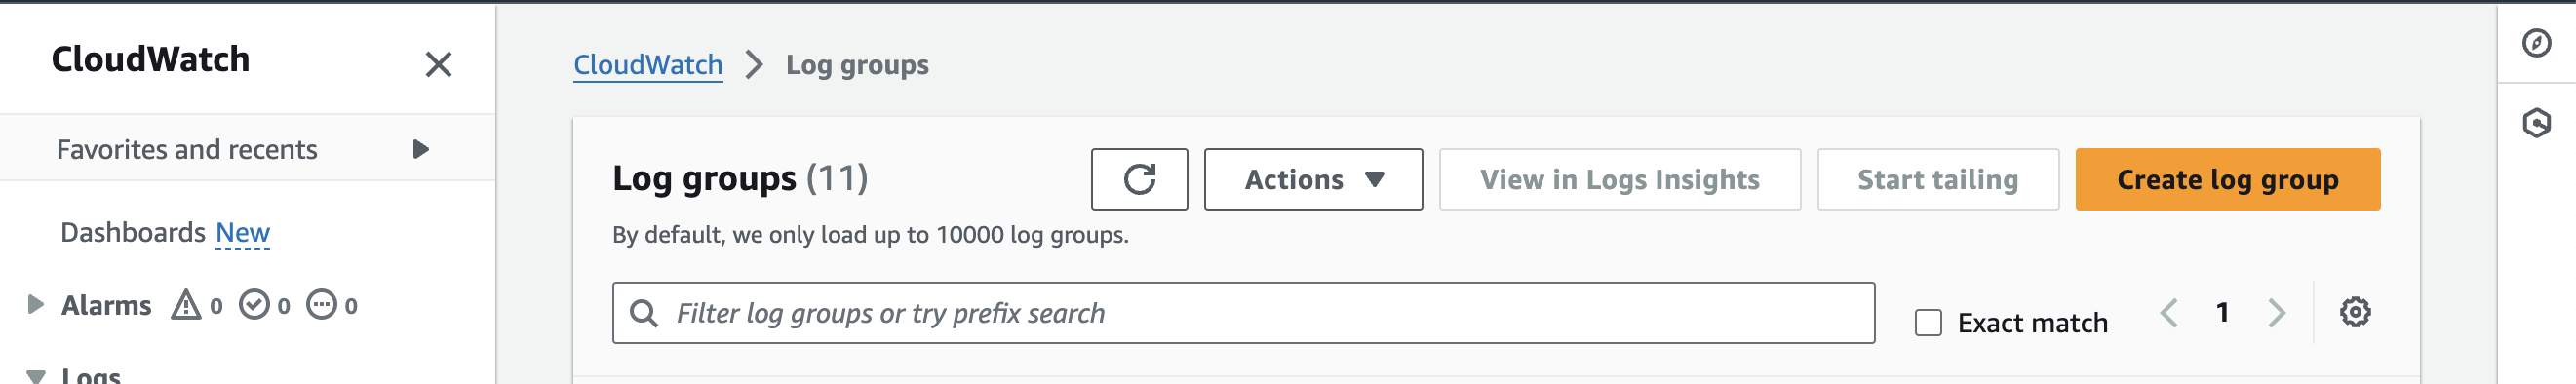 CloudWatch
Favorites and recents
Dashboards New
Alarms 0 0 0
Logs
CloudWatch Log groups
Log groups (11)
Actions View in Logs Insights Start tailing Create log group
By default, we only load up to 10000 log groups.
Filter log groups or try prefix search
Exact match 1